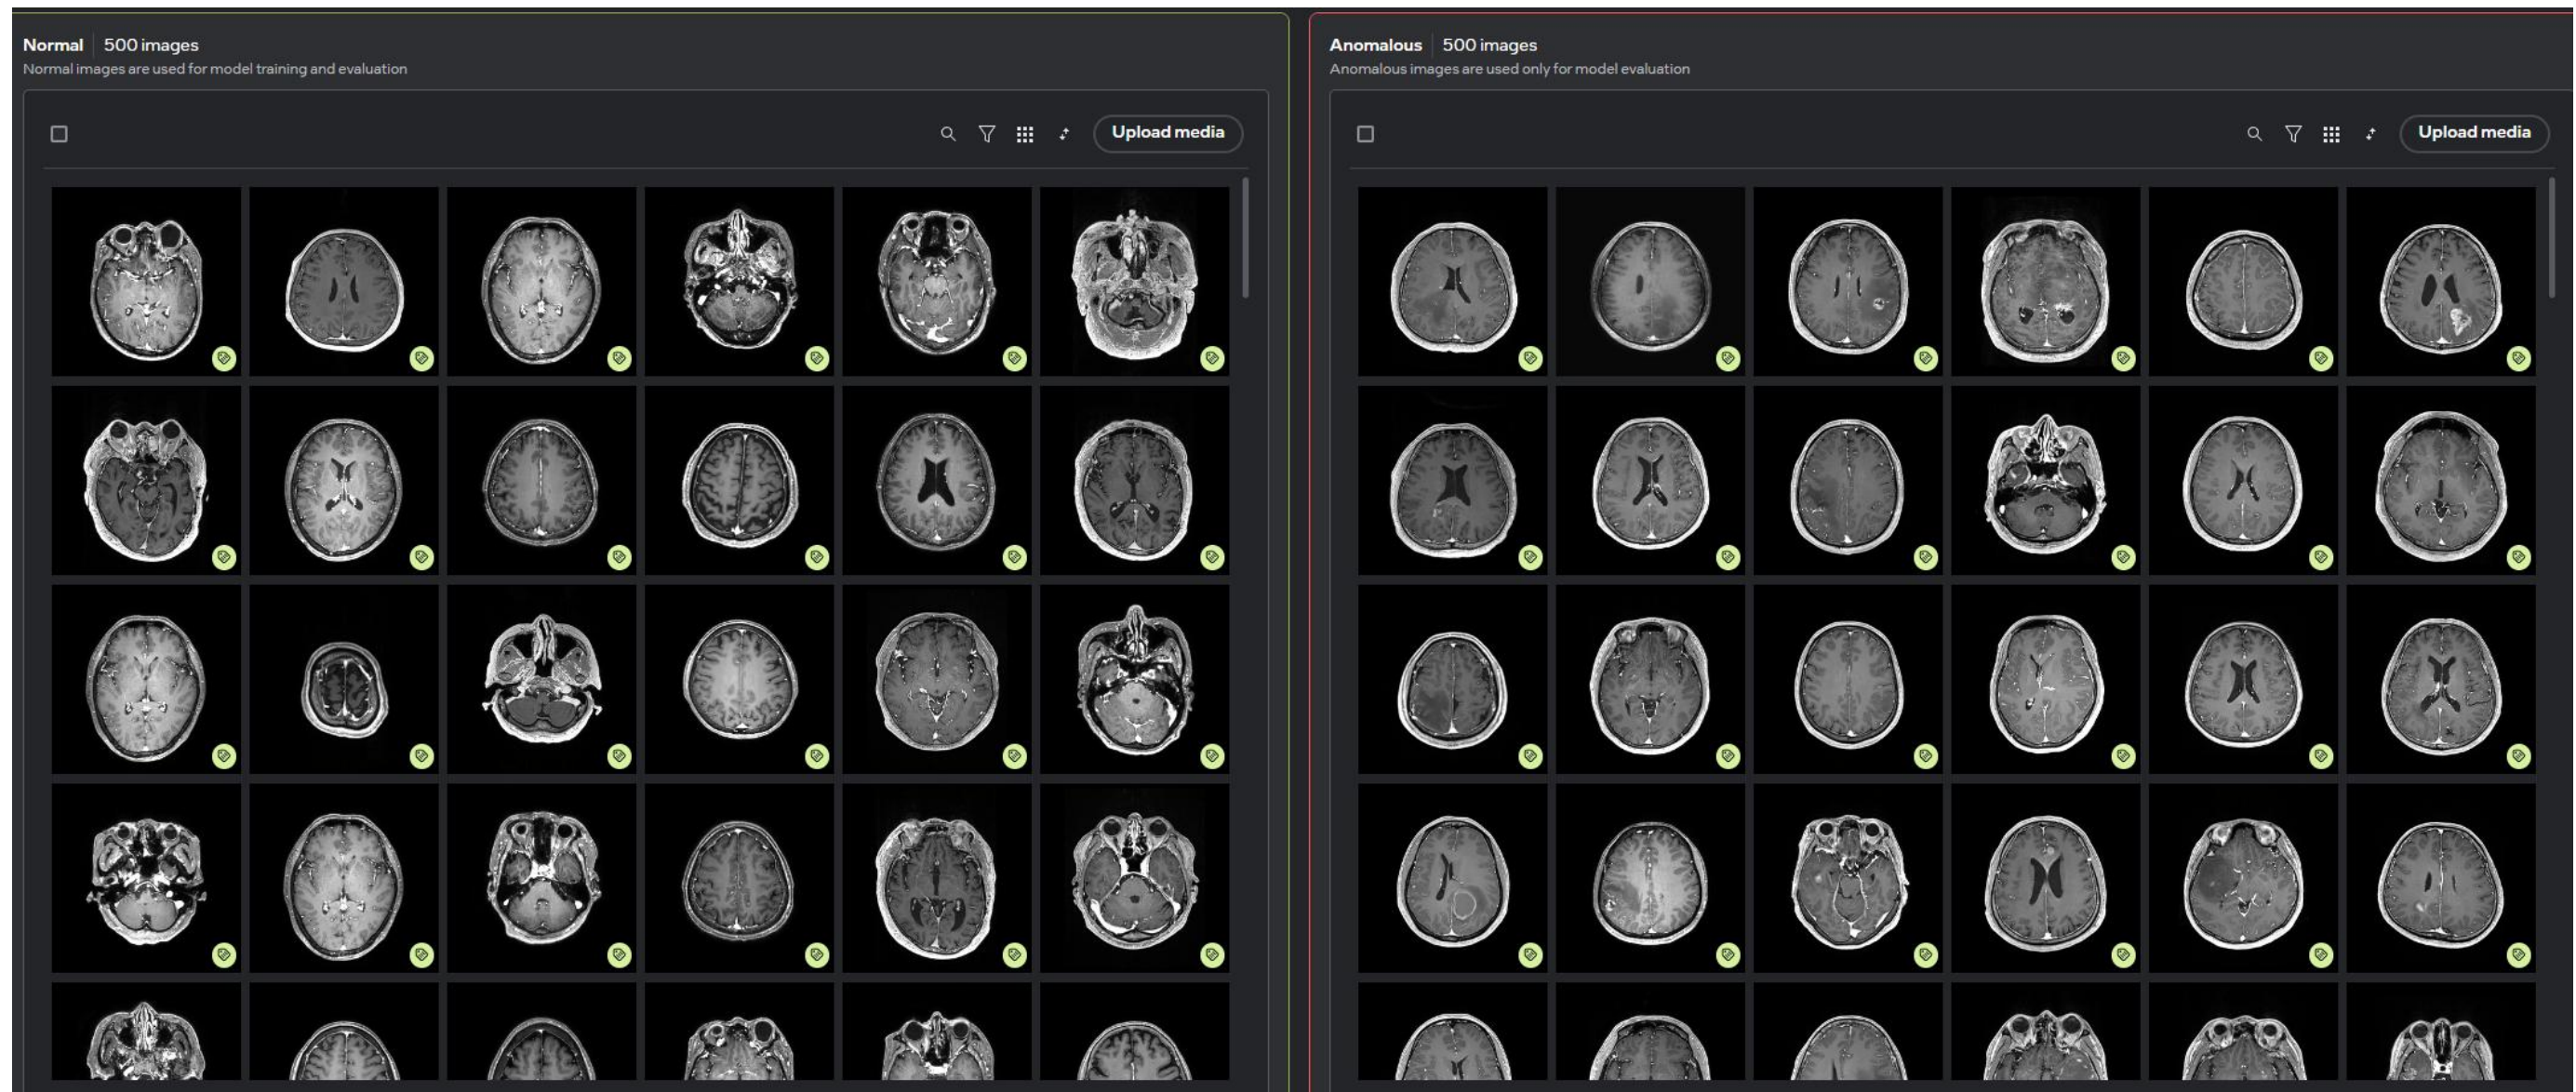 Normal 500 images
Normal images are used for model training and evaluation
Upload media
Anomalous 500 images
Anomalous images are used only for model evaluation
Upload media